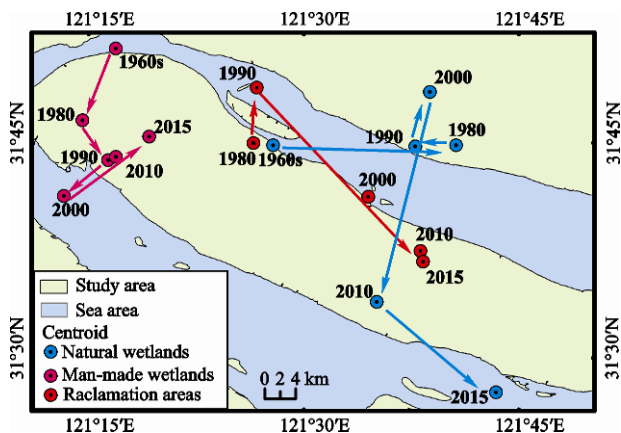 121°15′E 121°30′E 121°45′E
1960s
1990
2000
1980
2015
31°45′N
31°45′N
1990
2010
1980
1960s
1990
1980
2000
2000
2010
2015
2010
Study area
Sea area
Centroid
Natural wetlands
Man-made wetlands
Raclamation areas
0 2 4 km
2015
31°30′N
31°30′N
121°15′E 121°30′E 121°45′E